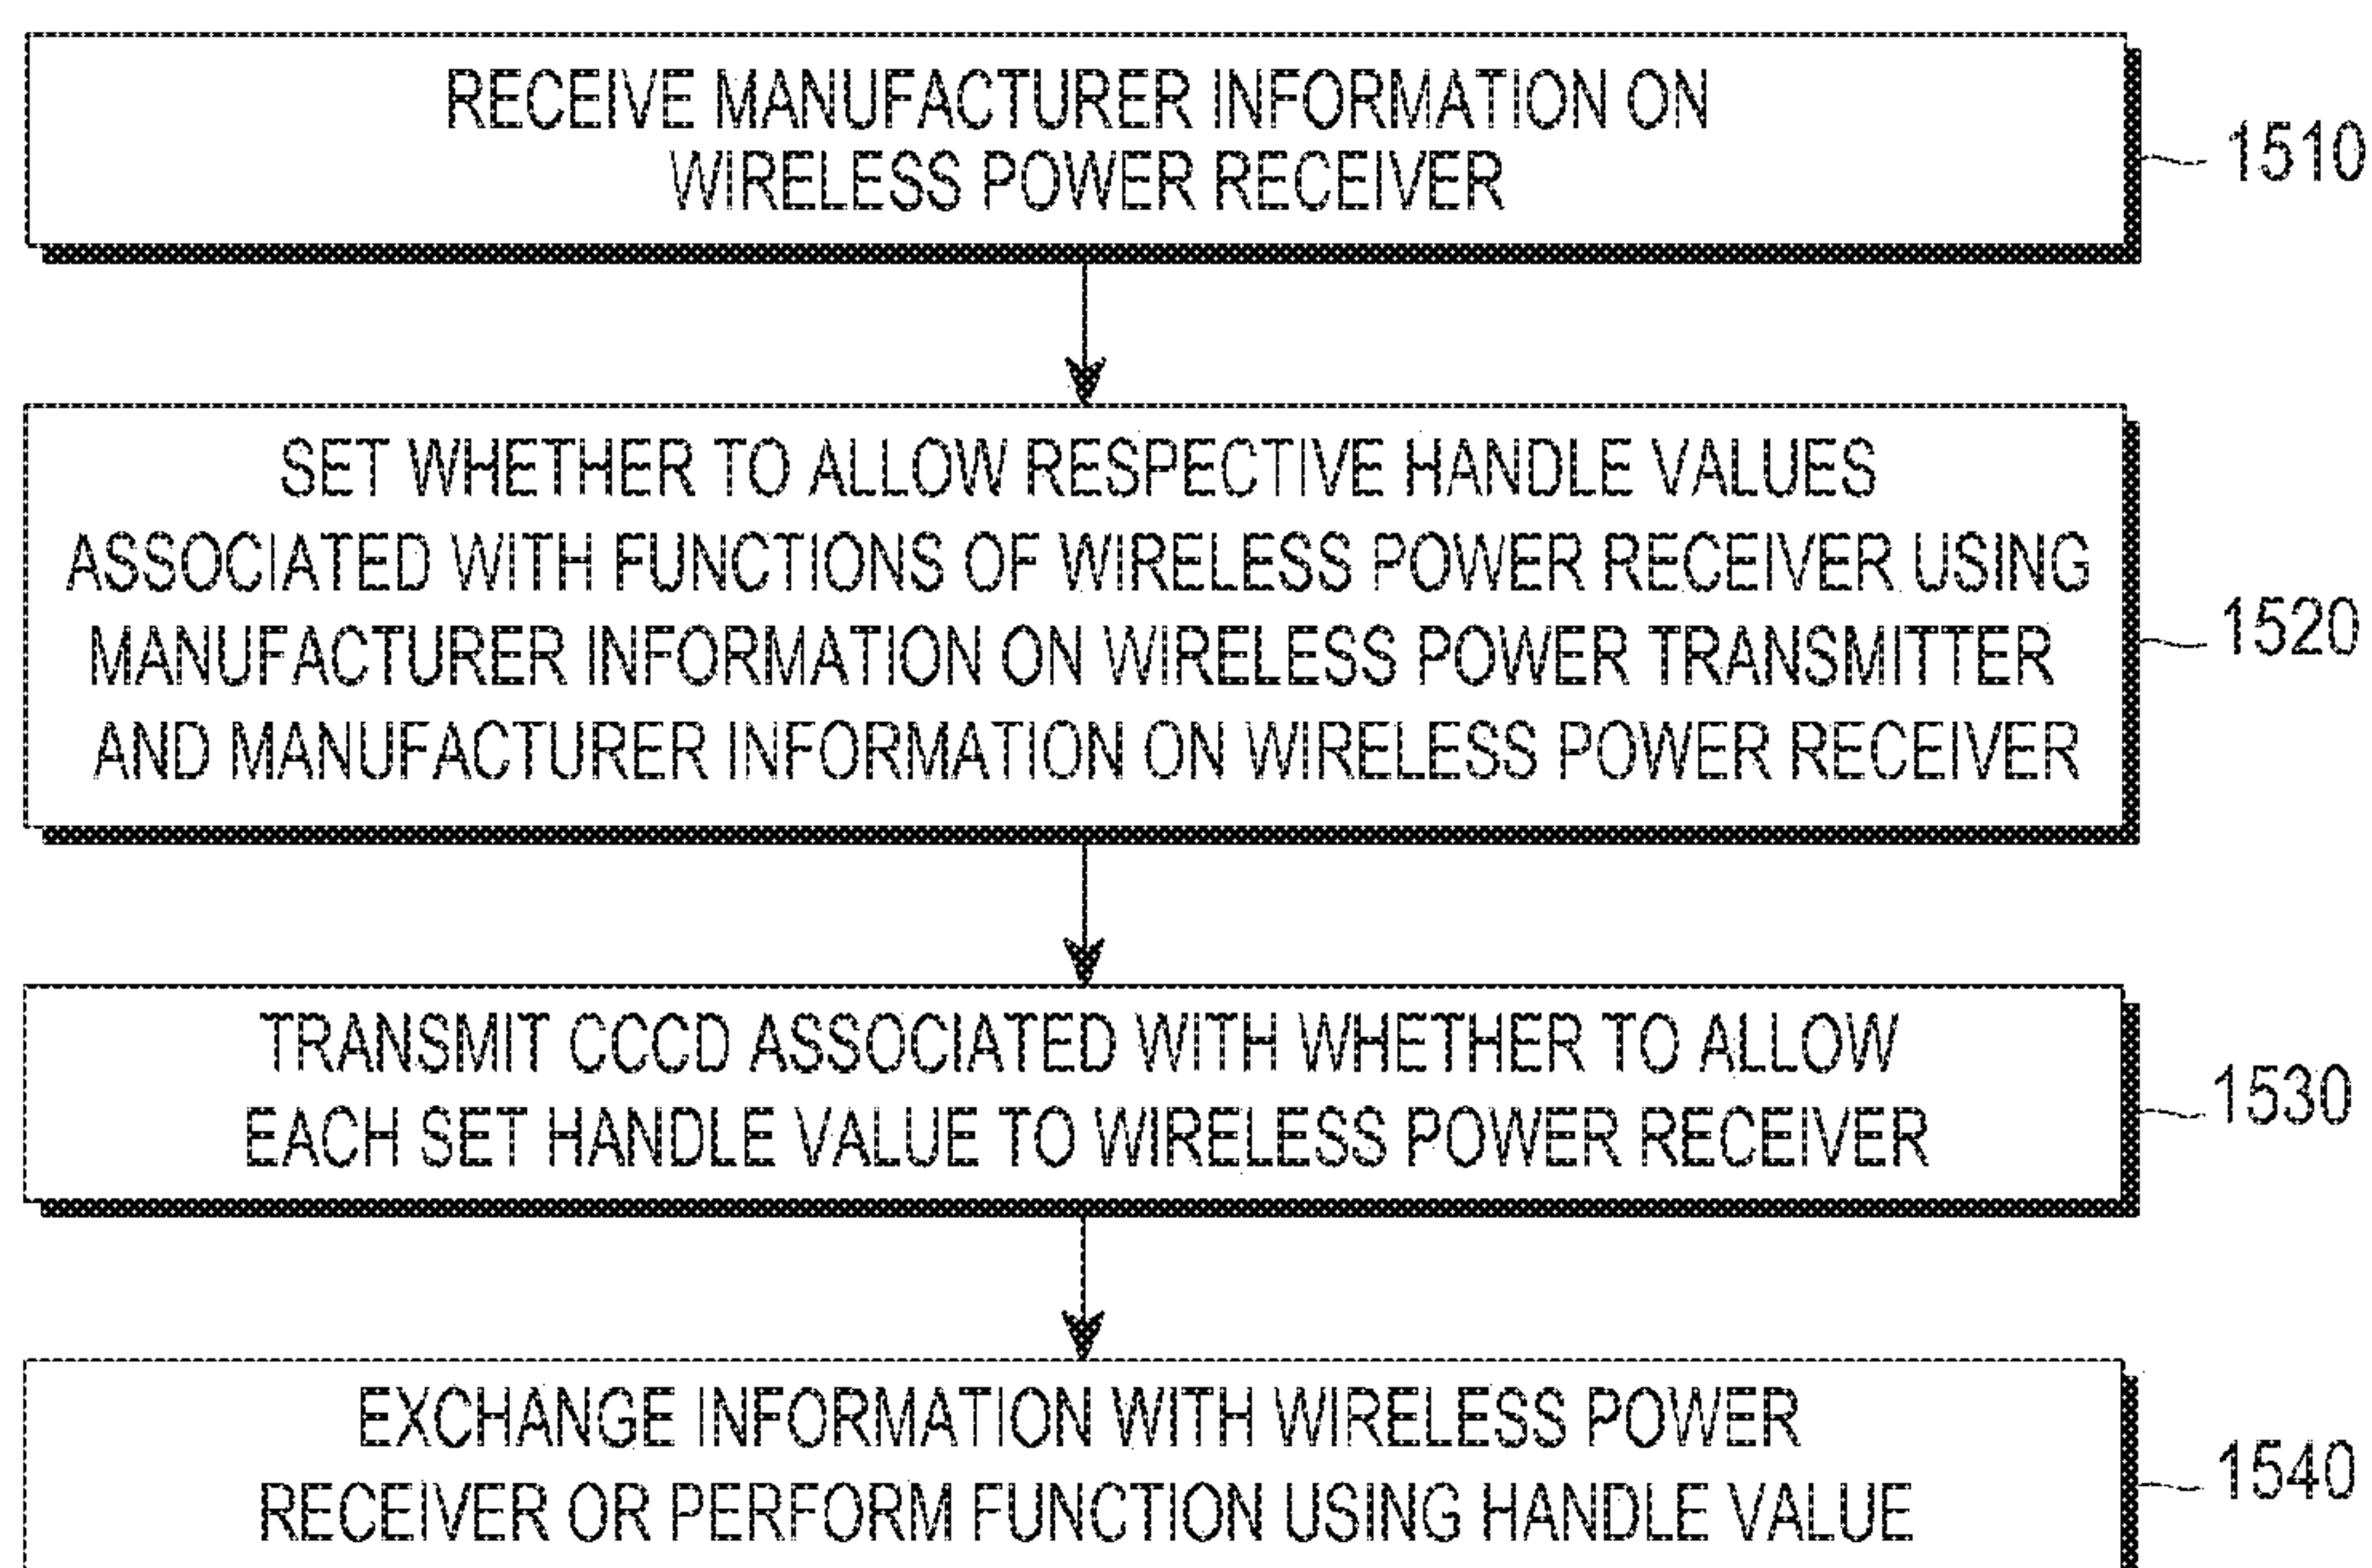 RECEIVE MANUFACTURER INFORMATION ON
WIRELESS POWER RECEIVER
1510
SET WHETHER TO ALLOW RESPECTIVE HANDLE VALUES
ASSOCIATED WITH FUNCTIONS OF WIRELESS POWER RECEIVER USING
MANUFACTURER INFORMATION ON WIRELESS POWER TRANSMITTER
AND MANUFACTURER INFORMATION ON WIRELESS POWER RECEIVER
1520
TRANSMIT CCCD ASSOCIATED WITH WHETHER TO ALLOW
EACH SET HANDLE VALUE TO WIRELESS POWER RECEIVER
1530
EXCHANGE INFORMATION WITH WIRELESS POWER
RECEIVER OR PERFORM FUNCTION USING HANDLE VALUE
1540